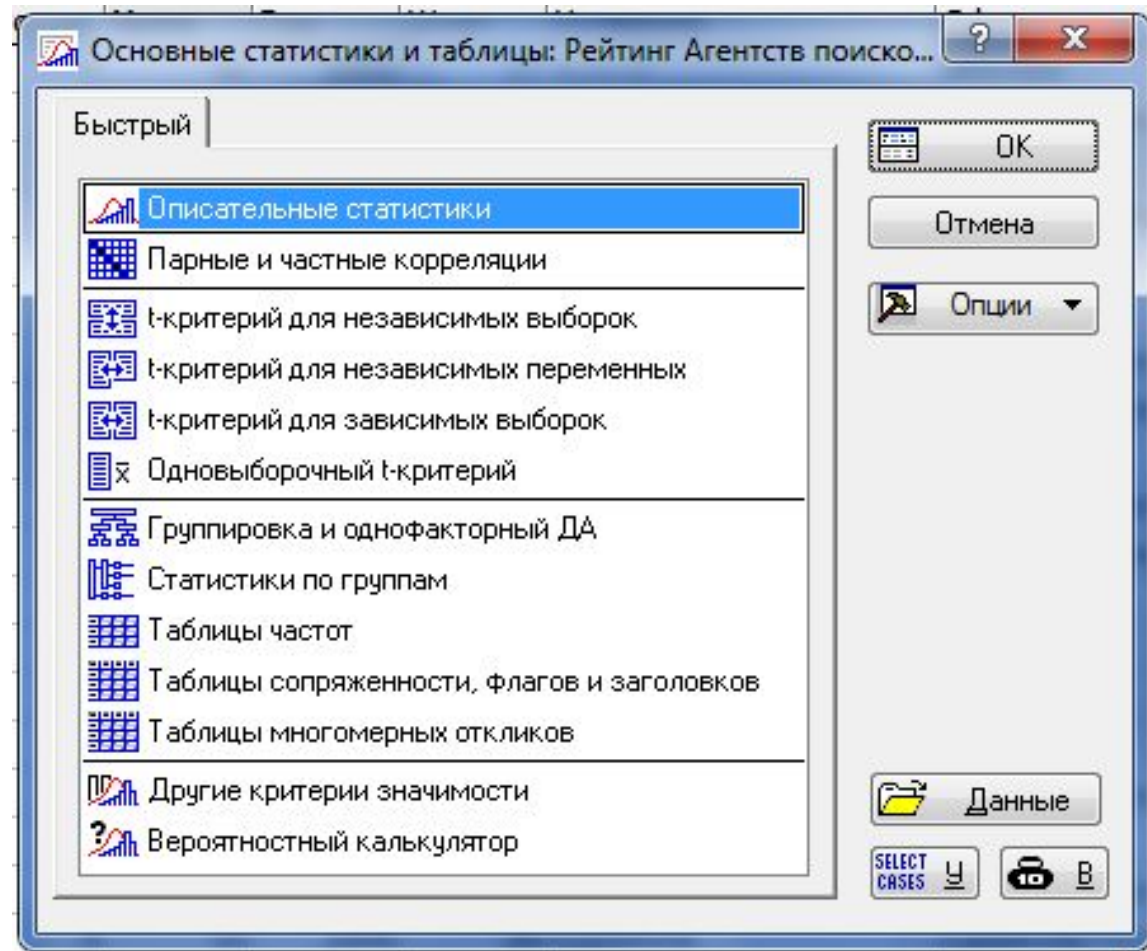 Основные статистики и таблицы: Рейтинг Агентств поиско...
?
X
Быстрый
Описательные статистики
Парные и частные корреляции
t-критерий для независимых выборок
t-критерий для независимых переменных
t-критерий для зависимых выборок
x Одновыборочный t-критерий
Группировка и однофакторный ДА
Статистики по группам
Таблицы частот
Таблицы сопряженности, флагов и заголовков
Таблицы многомерных откликов
Другие критерии значимости
? Вероятностный калькулятор
OK
Отмена
Опции
Данные
SELECT
CASES У
10 В